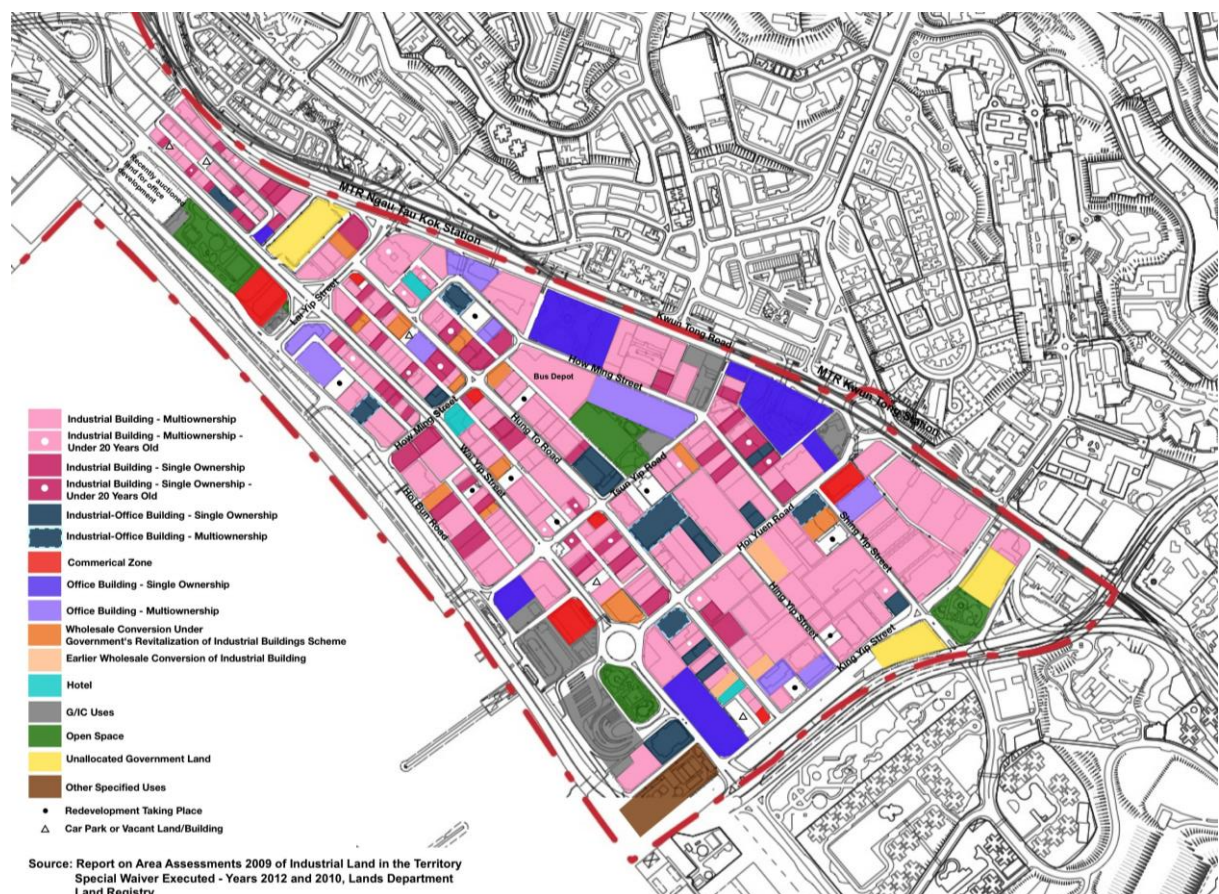 Recently auctioned
land for office
development
MTR Ngau Tau Kok Station
Lai Yip Street
Kwun Tong Road
How Ming Street
Bus Depot
MTR Kwun Tong Station
How Ming Street
Hung To Road
Wai Yip Street
Tsun Yip Road
Hoi Bun Road
Hoi Yuen Road
Shing Yip Street
Hing Yip Street
King Yip Street
Industrial Building - Multiownership
Industrial Building - Multiownership -
Under 20 Years Old
Industrial Building - Single Ownership
Industrial Building - Single Ownership -
Under 20 Years Old
Industrial-Office Building - Single Ownership
Industrial-Office Building - Multiownership
Commerical Zone
Office Building - Single Ownership
Office Building - Multiownership
Wholesale Conversion Under
Government's Revitalization of Industrial Buildings Scheme
Earlier Wholesale Conversion of Industrial Building
Hotel
G/IC Uses
Open Space
Unallocated Government Land
Other Specified Uses
Redevelopment Taking Place
Car Park or Vacant Land/Building
Source: Report on Area Assessments 2009 of Industrial Land in the Territory
Special Waiver Executed - Years 2012 and 2010, Lands Department
Land Registry